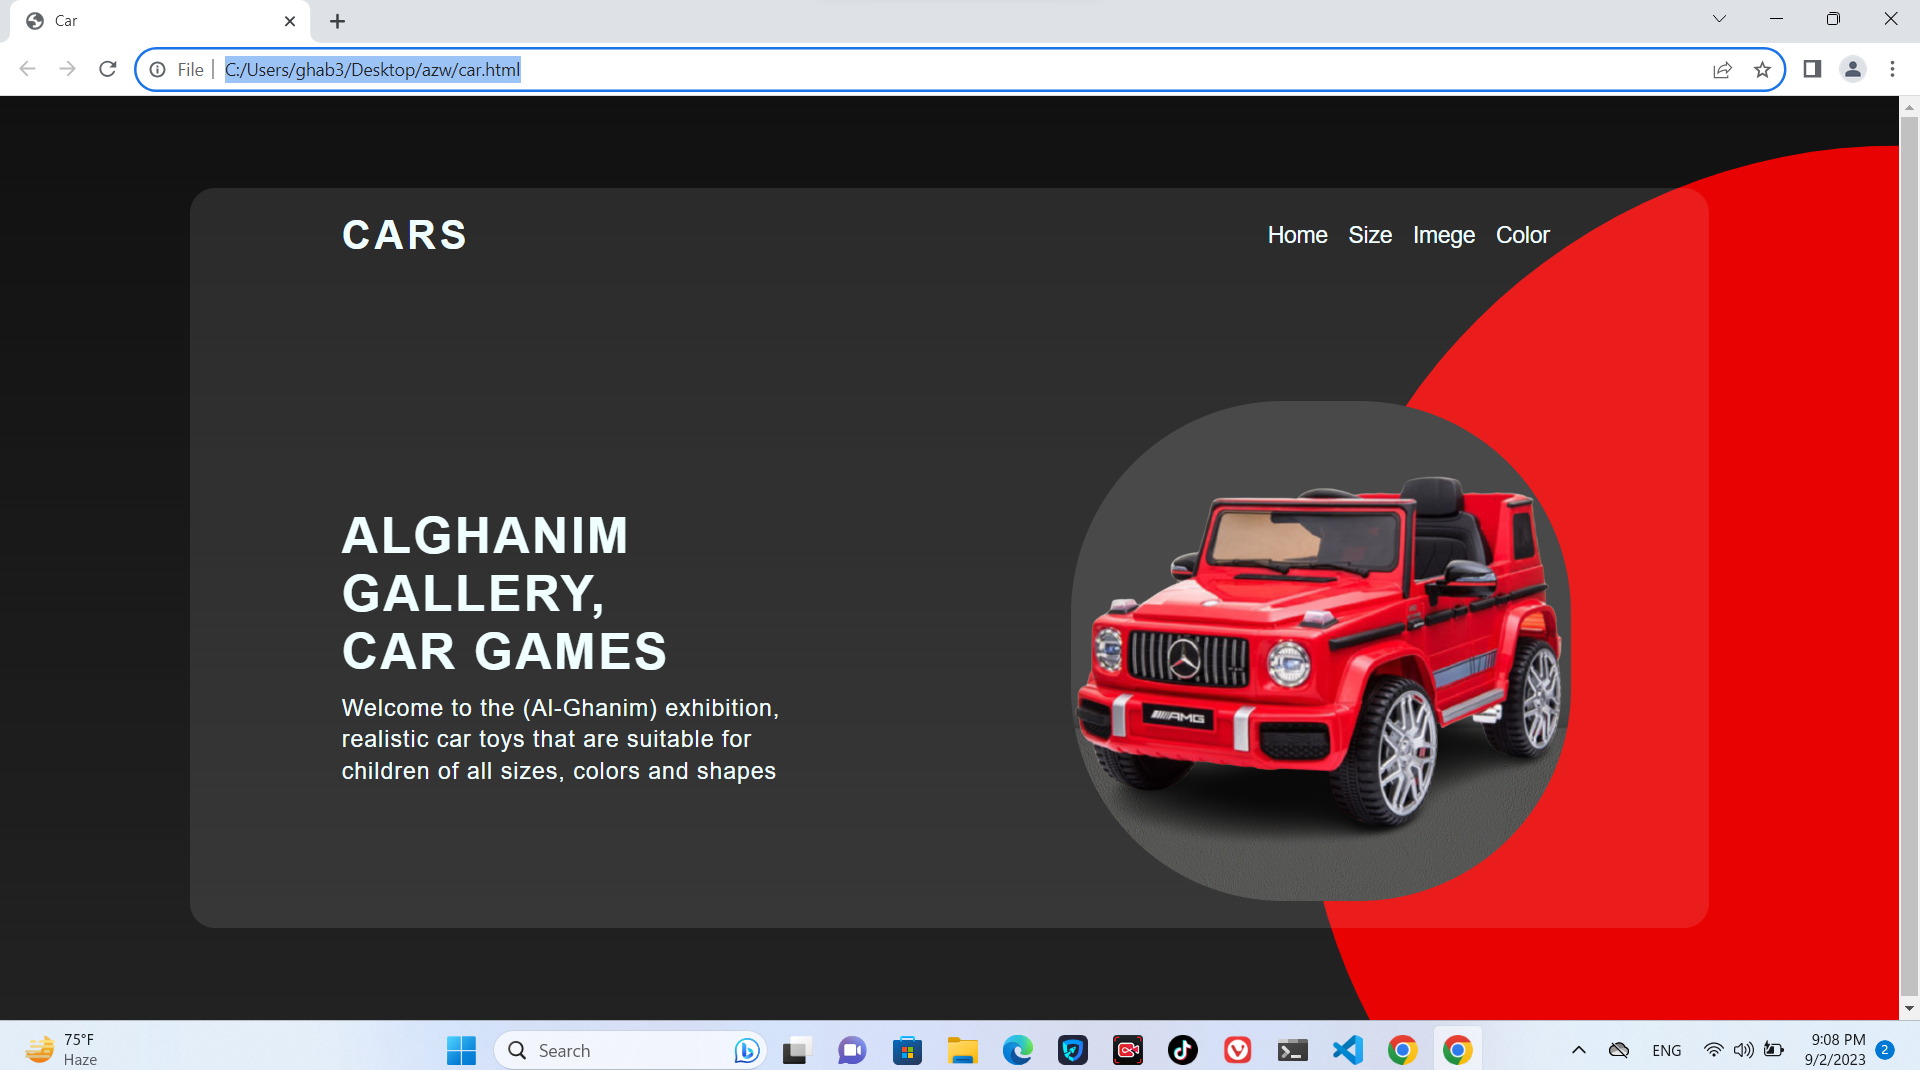 Car
File
C:/Users/ghab3/Desktop/azw/car.html
CARS
Home Size Imege Color
ALGHANIM
GALLERY,
CAR GAMES
Welcome to the (Al-Ghanim) exhibition,
realistic car toys that are suitable for
children of all sizes, colors and shapes
AMG
75°F
Haze
Search
ENG
9:08 PM
9/2/2023
2